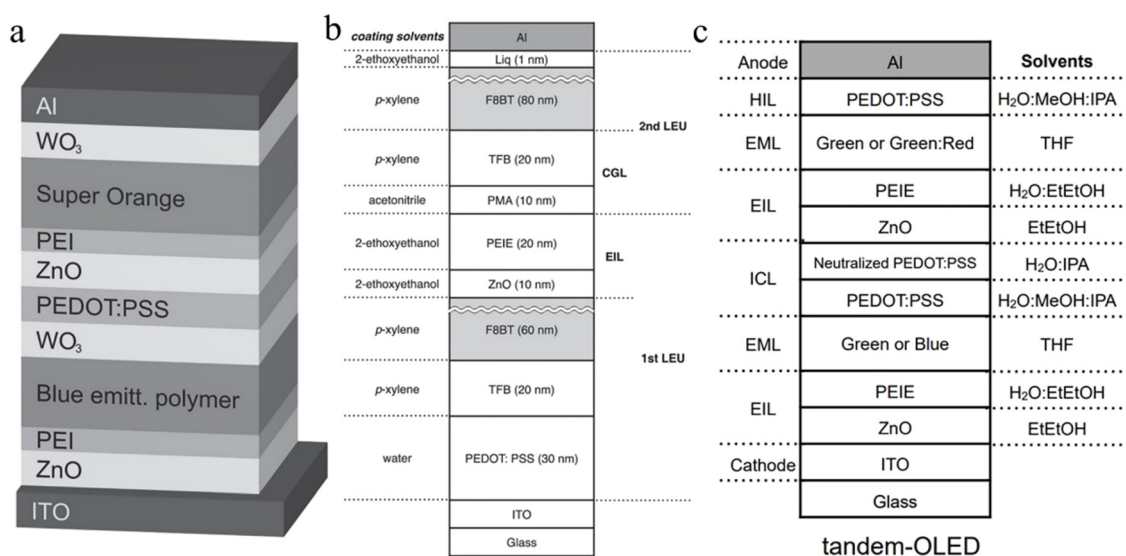 a
Al
WO₃
Super Orange
PEI
ZnO
PEDOT:PSS
WO₃
Blue emitt. polymer
PEI
ZnO
ITO
b
coating solvents
Al
2-ethoxyethanol Liq (1 nm)
p-xylene F8BT (80 nm)
2nd LEU
p-xylene TFB (20 nm)
CGL
acetonitrile PMA (10 nm)
2-ethoxyethanol PEIE (20 nm)
EIL
2-ethoxyethanol ZnO (10 nm)
p-xylene F8BT (60 nm)
1st LEU
p-xylene TFB (20 nm)
water PEDOT: PSS (30 nm)
ITO
Glass
c
Anode Al Solvents
HIL PEDOT:PSS H₂O:MeOH:IPA
EML Green or Green:Red THF
EIL
PEIE H₂O:EtEtOH
ZnO EtEtOH
ICL
Neutralized PEDOT:PSS H₂O:IPA
PEDOT:PSS H₂O:MeOH:IPA
EML Green or Blue THF
EIL
PEIE H₂O:EtEtOH
ZnO EtEtOH
Cathode ITO
Glass
tandem-OLED